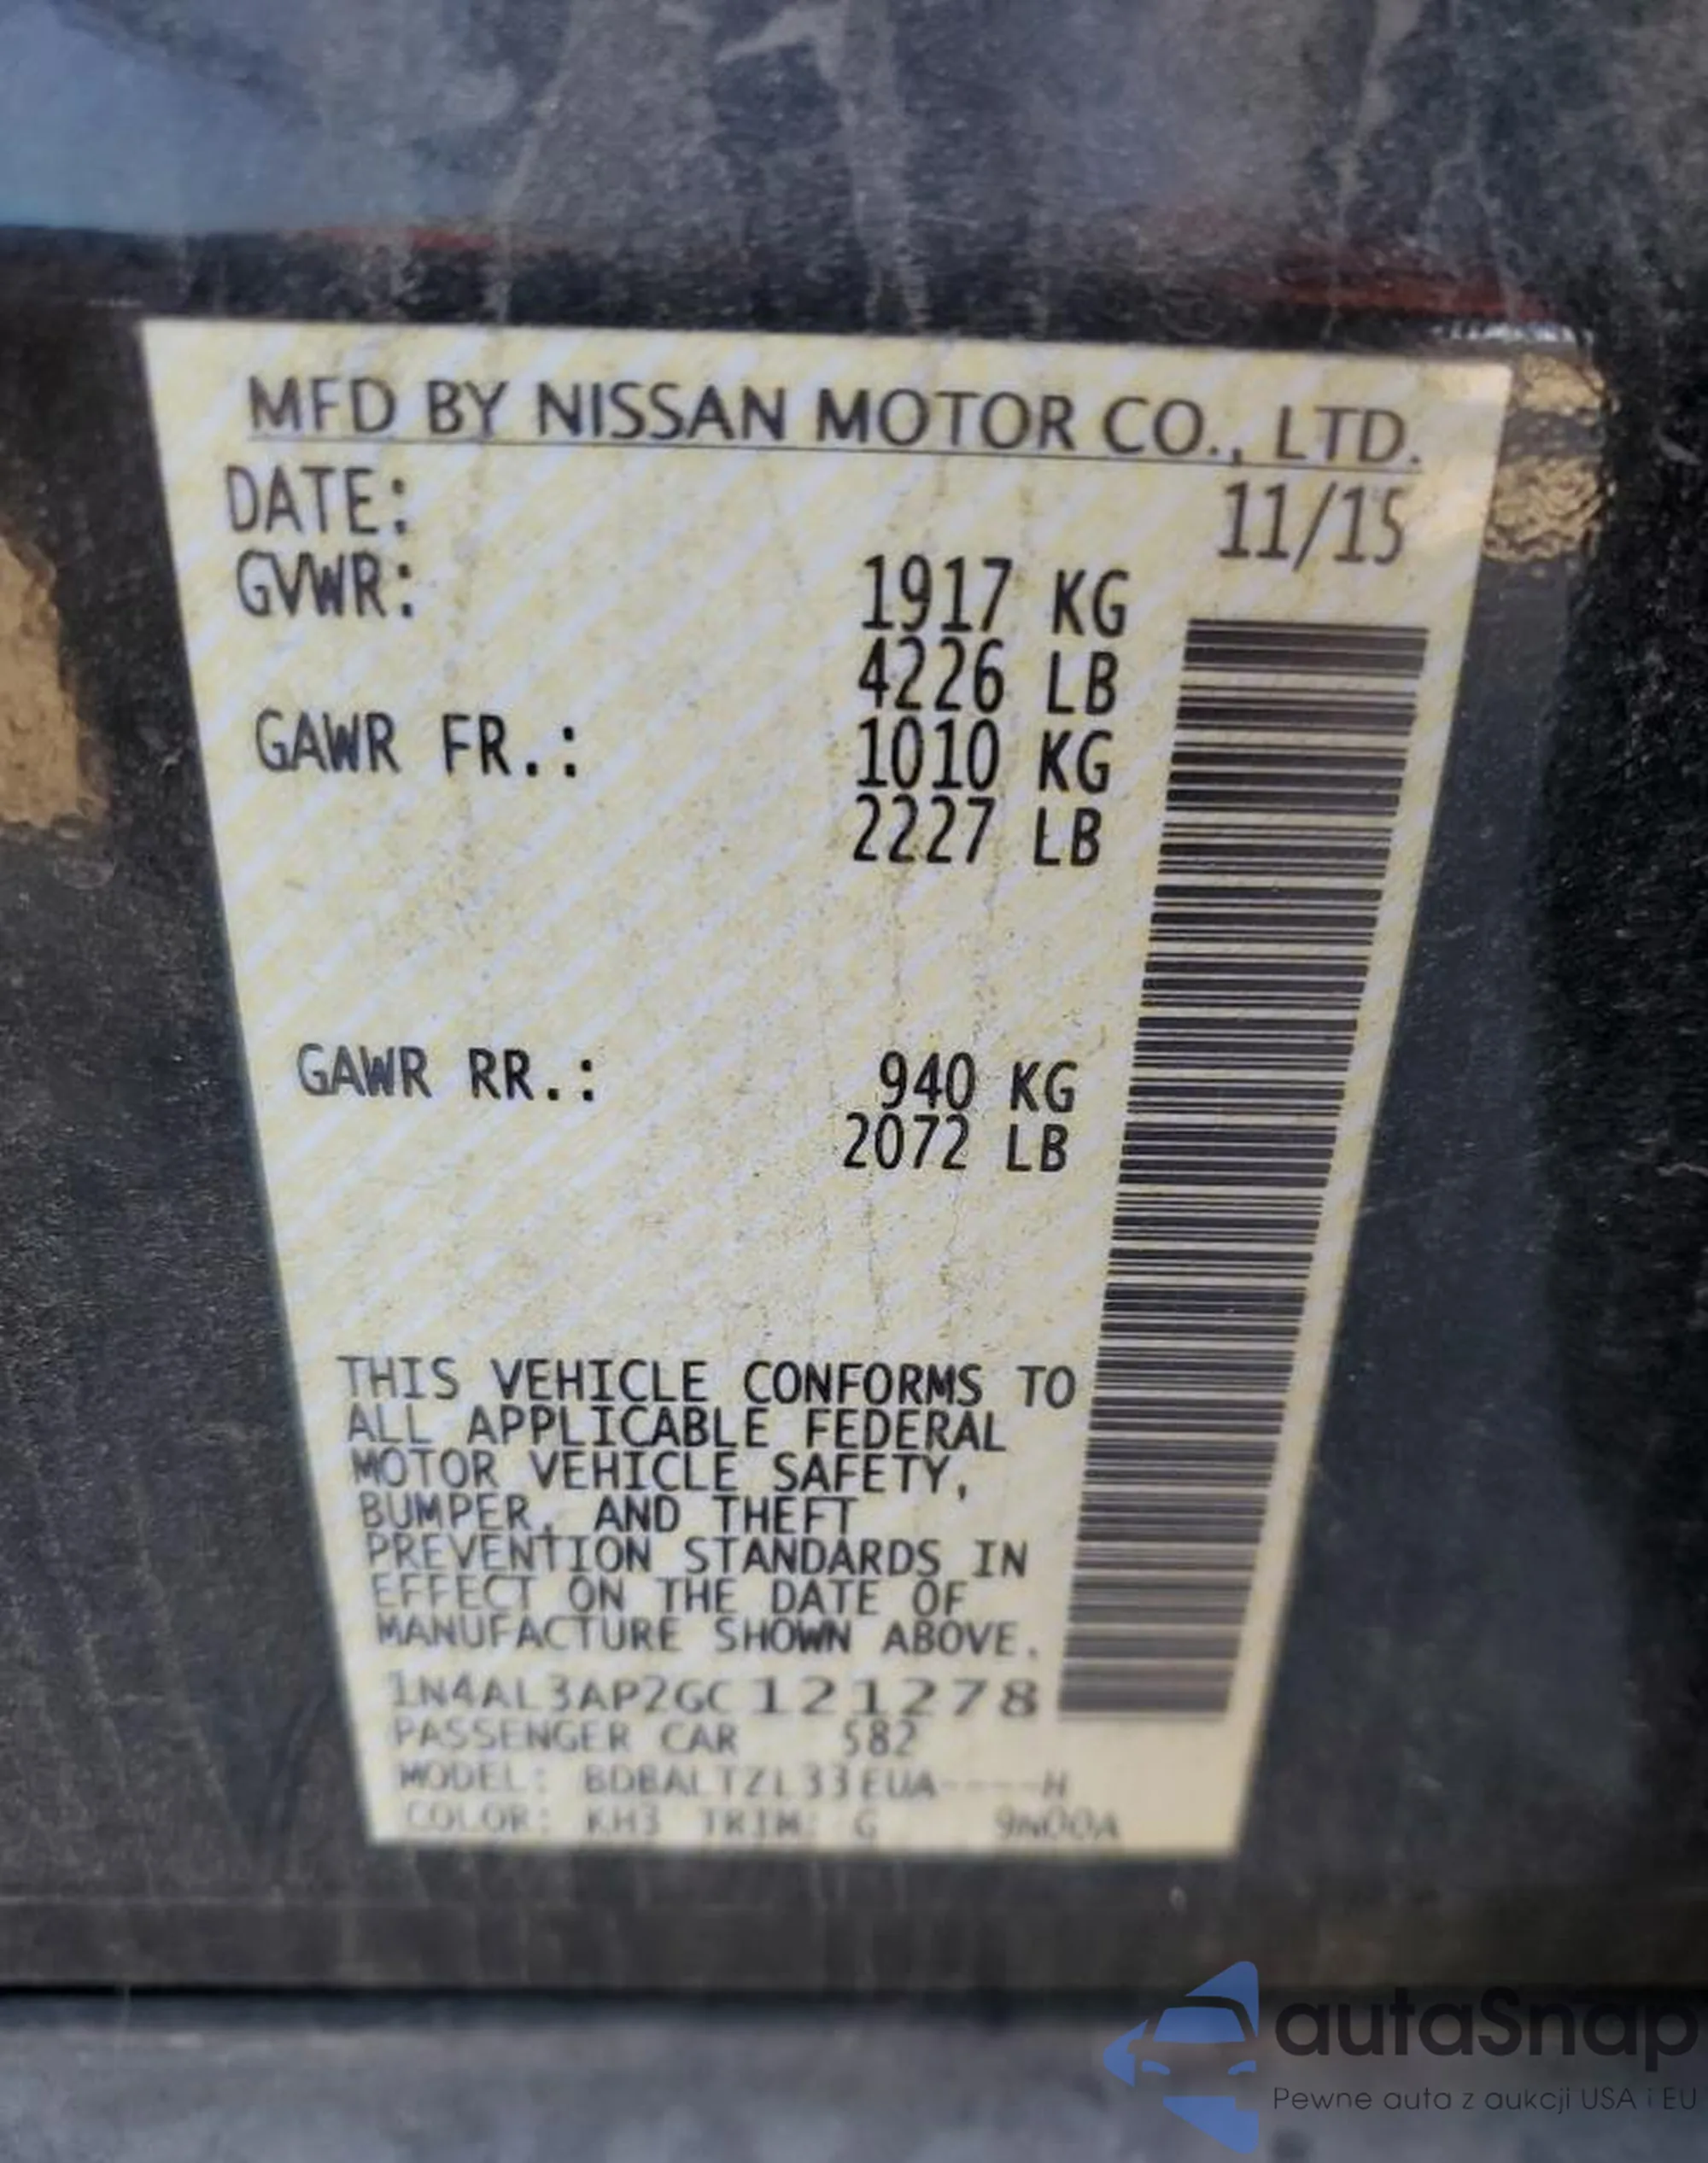 MFD BY NISSAN MOTOR CO., LTD.
DATE: 11/15
GVWR: 1917 KG
4226 LB
GAWR FR.: 1010 KG
2227 LB
GAWR RR.: 940 KG
2072 LB
THIS VEHICLE CONFORMS TO
ALL APPLICABLE FEDERAL
MOTOR VEHICLE SAFETY,
BUMPER, AND THEFT
PREVENTION STANDARDS IN
EFFECT ON THE DATE OF
MANUFACTURE SHOWN ABOVE.
1N4AL3AP2GC121278
PASSENGER CAR 582
MODEL: BDBALTZL33EUA-----H
COLOR: KH3 TRIM: G 9N00A
autaSnap
Pewne auta z aukcji USA i EU